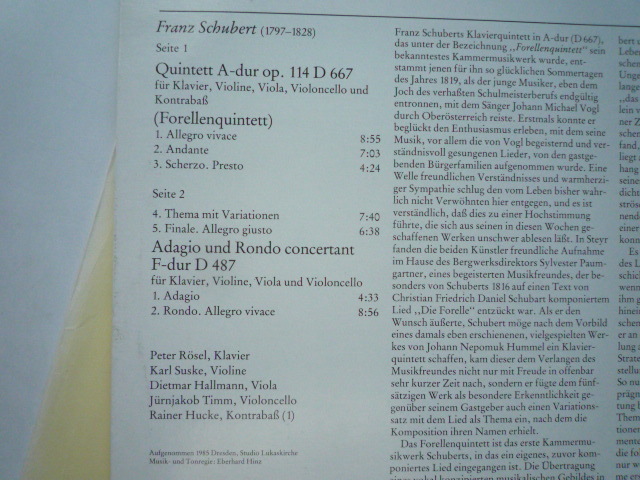 Franz Schubert (1797–1828)
Seite 1
Quintett A-dur op. 114 D 667
für Klavier, Violine, Viola, Violoncello und
Kontrabaß
(Forellenquintett)
1. Allegro vivace 8:55
2. Andante 7:03
3. Scherzo. Presto 4:24
Seite 2
4. Thema mit Variationen 7:40
5. Finale. Allegro giusto 6:38
Adagio und Rondo concertant
F-dur D 487
für Klavier, Violine, Viola und Violoncello
1. Adagio 4:33
2. Rondo. Allegro vivace 8:56
Peter Rösel, Klavier
Karl Suske, Violine
Dietmar Hallmann, Viola
Jürnjakob Timm, Violoncello
Rainer Hucke, Kontrabaß (1)
Aufgenommen 1985 Dresden, Studio Lukaskirche
Musik- und Tonregie: Eberhard Hinz
Franz Schuberts Klavierquintett in A-dur (D 667),
das unter der Bezeichnung „Forellenquintett" sein
bekanntestes Kammermusikwerk wurde, ent-
stammt jenen für ihn so glücklichen Sommertagen
des Jahres 1819, als der junge Musiker, eben dem
Joch des verhaßten Schulmeisterberufs endgültig
entronnen, mit dem Sänger Johann Michael Vogl
durch Oberösterreich reiste. Erstmals konnte er
beglückt den Enthusiasmus erleben, mit dem seine
Musik, vor allem die von Vogl begeisternd und ver-
ständnisvoll gesungenen Lieder, von den gastge-
benden Bürgerfamilien aufgenommen wurde. Eine
Welle freundlichen Verständnisses und warmherzi-
ger Sympathie schlug den vom Leben bisher wahr-
lich nicht Verwöhnten hier entgegen, und es ist
verständlich, daß dies zu einer Hochstimmung
führte, die sich aus seinen in diesen Wochen ge-
schaffenen Werken unschwer ablesen läßt. In Steyr
fanden die beiden Künstler freundliche Aufnahme
im Hause des Bergwerksdirektors Sylvester Paum-
gartner, eines begeisterten Musikfreundes, der be-
sonders von Schuberts 1816 auf einen Text von
Christian Friedrich Daniel Schubart komponiertem
Lied „Die Forelle" entzückt war. Als er den
Wunsch äußerte, Schubert möge nach dem Vorbild
eines damals eben erschienenen, vielgespielten Wer-
kes von Johann Nepomuk Hummel ein Klavier-
quintett schaffen, kam dieser dem Verlangen des
Musikfreundes nicht nur mit Freude in offenbar
sehr kurzer Zeit nach, sondern er fügte dem fünf-
sätzigen Werk als besondere Erkenntlichkeit ge-
genüber seinem Gastgeber auch einen Variations-
satz mit dem Lied als Thema ein, nach dem die
Komposition ihren Namen erhielt.
Das Forellenquintett ist das erste Kammermu-
sikwerk Schuberts, in das ein eigenes, zuvor kom-
poniertes Lied eingegangen ist. Die Übertragung